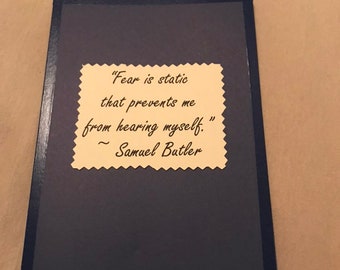 "Fear is static
that prevents me
from hearing myself."
~ Samuel Butler